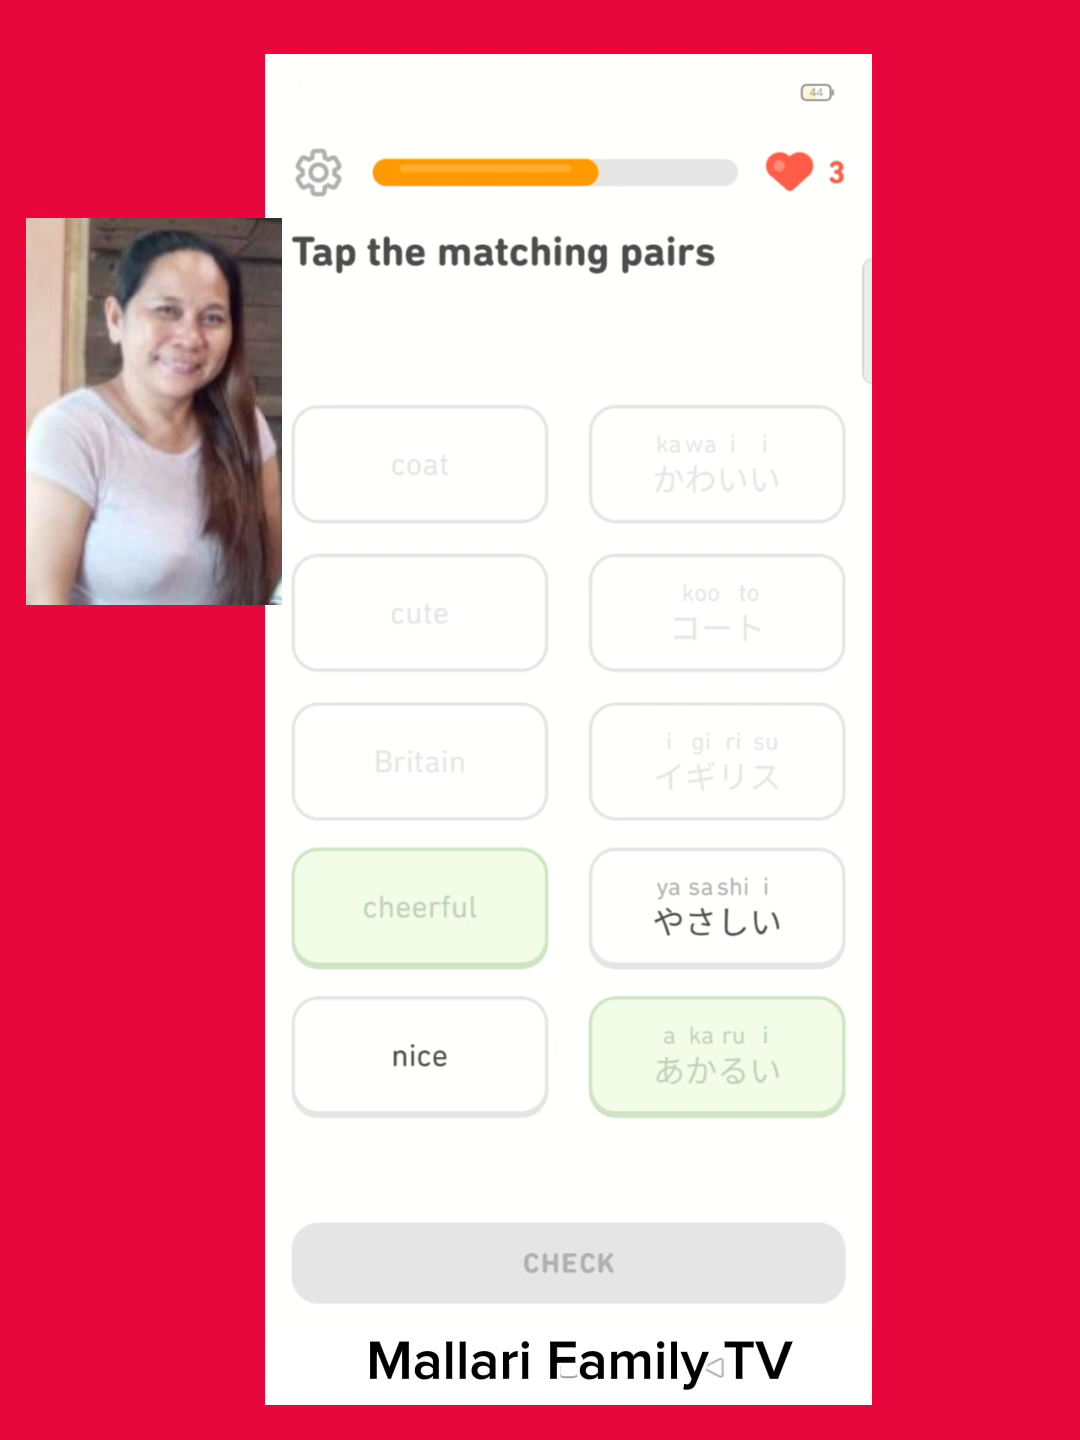 44
3
Tap the matching pairs
coat
ka wa i i
かわいい
cute
koo to
コート
Britain
i gi ri su
イギリス
cheerful
ya sa shi i
やさしい
nice
a ka ru i
あかるい
CHECK
Mallari Family TV